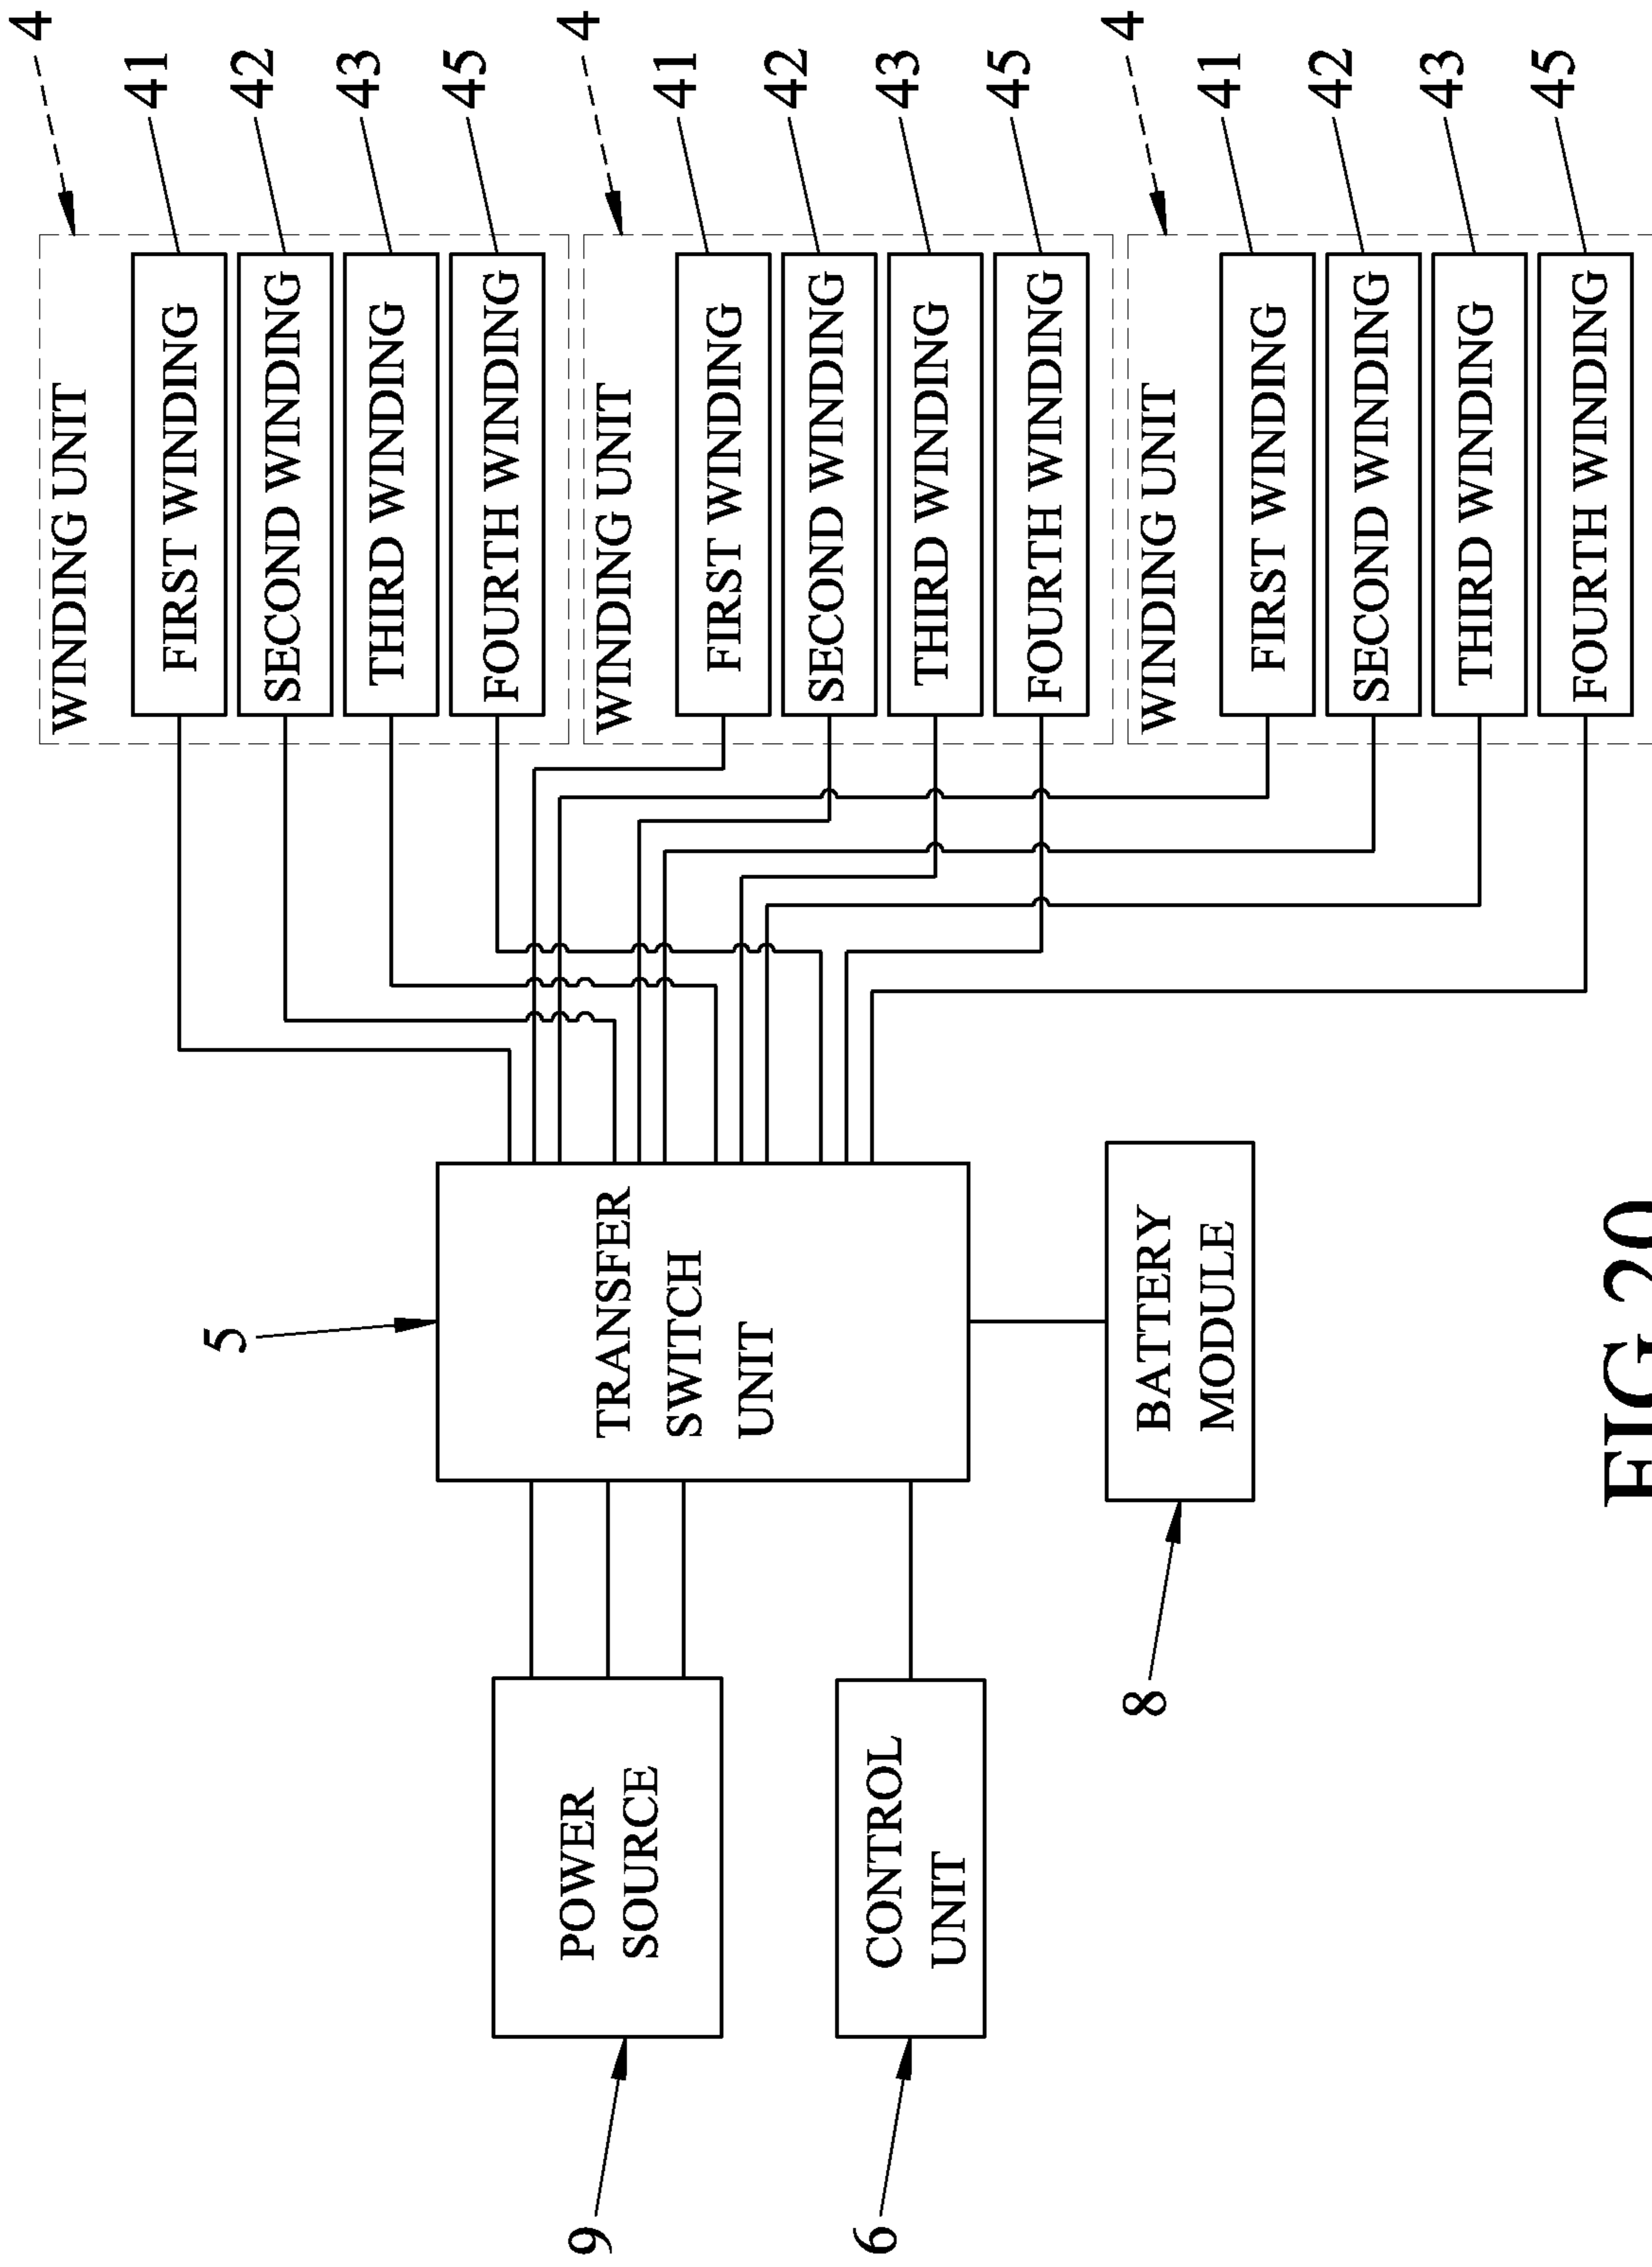 9
POWER
SOURCE
6
CONTROL
UNIT
5
TRANSFER
SWITCH
UNIT
8
BATTERY
MODULE
4
WINDING UNIT
FIRST WINDING
41
SECOND WINDING
42
THIRD WINDING
43
FOURTH WINDING
45
4
WINDING UNIT
FIRST WINDING
41
SECOND WINDING
42
THIRD WINDING
43
FOURTH WINDING
45
4
WINDING UNIT
FIRST WINDING
41
SECOND WINDING
42
THIRD WINDING
43
FOURTH WINDING
45
FIG.20